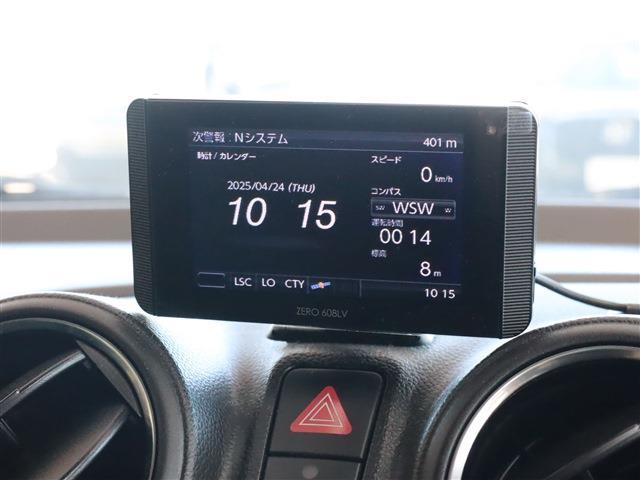 次警報:Nシステム 401 m
時計/カレンダー
スピード
0 km/h
2025/04/24 (THU)
10 15
コンパス
SW WSW W
運転時間
00 14
標高
8 m
LSC LO CTY
10 15
ZERO 608LV